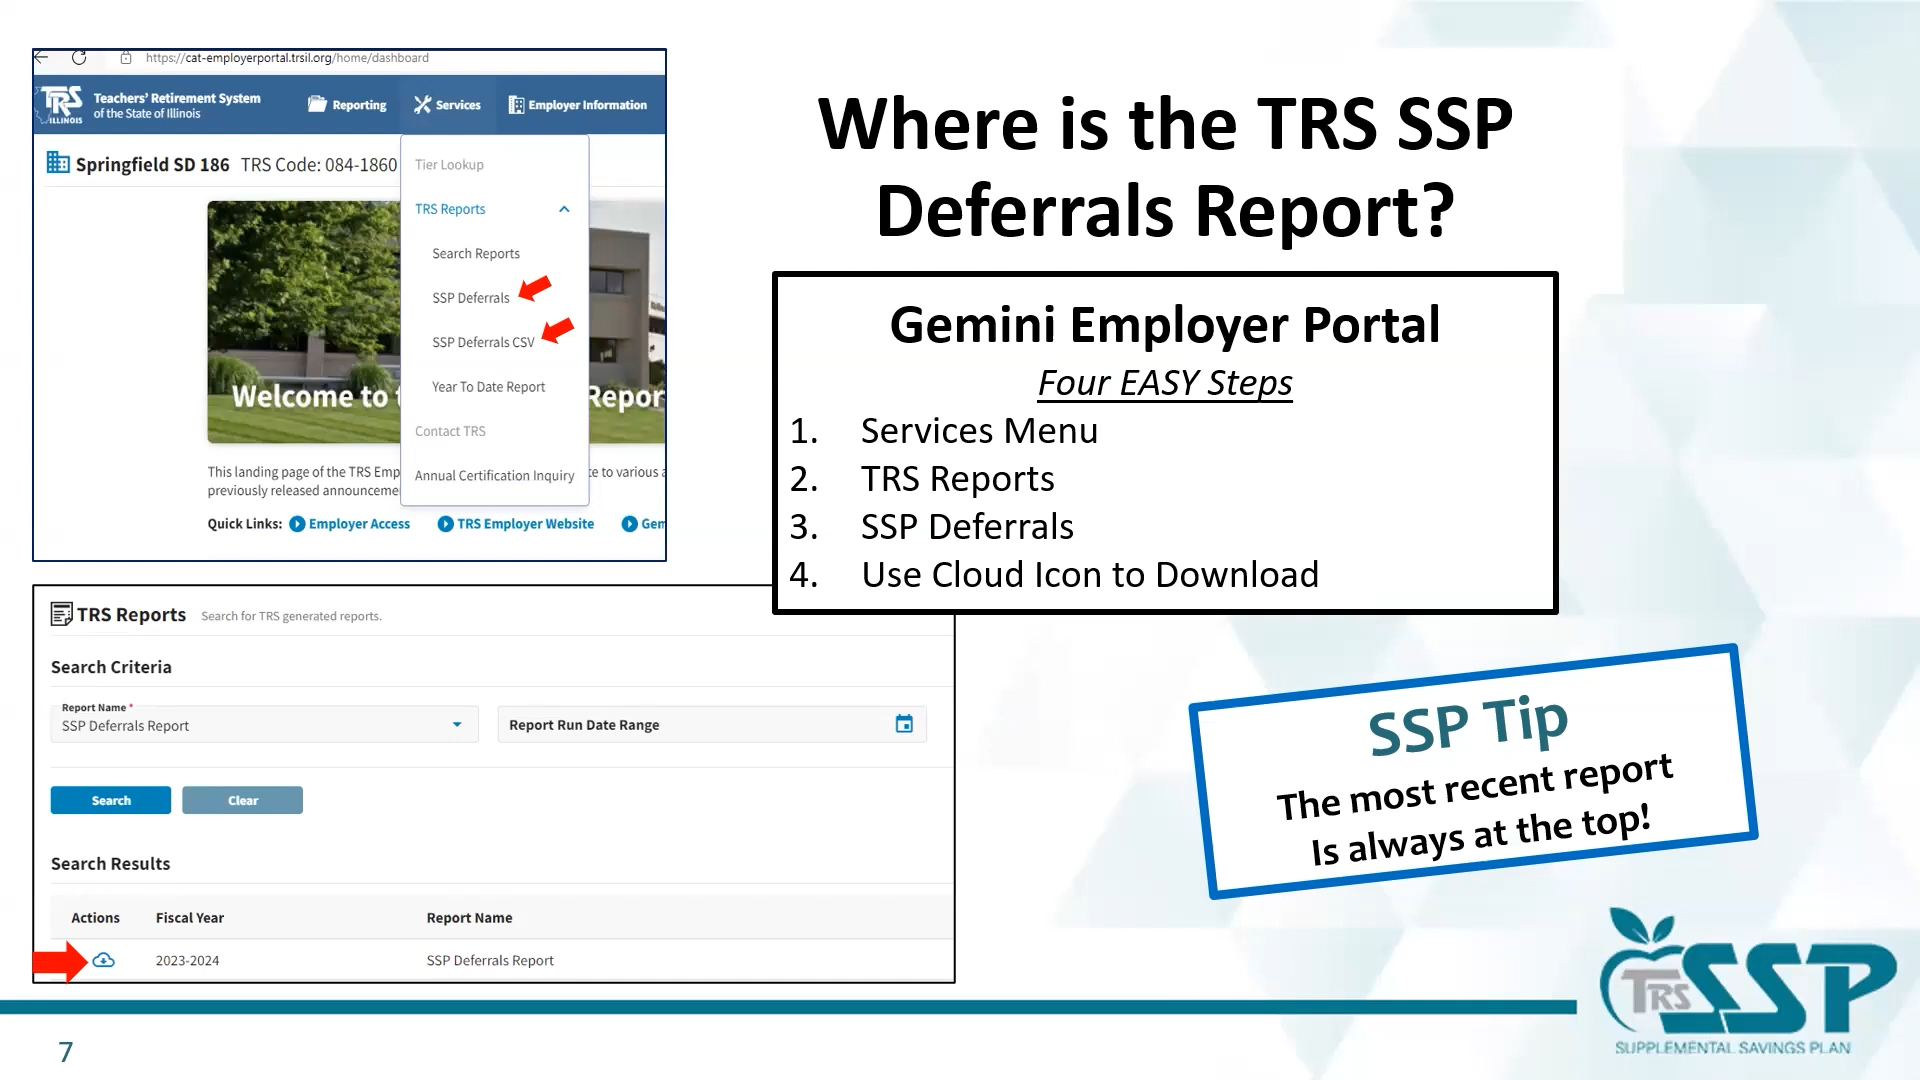 https://cat-employerportal.trsil.org/home/dashboard
TRS
ILLINOIS
Teachers' Retirement System
of the State of Illinois
Reporting
Services
Employer Information
Springfield SD 186 TRS Code: 084-1860
Tier Lookup
TRS Reports
Search Reports
SSP Deferrals
SSP Deferrals CSV
Year To Date Report
Contact TRS
Annual Certification Inquiry
Welcome to
Repor
This landing page of the TRS Emp
te to various a
previously released announceme
Quick Links: Employer Access TRS Employer Website Gem
Where is the TRS SSP
Deferrals Report?
Gemini Employer Portal
Four EASY Steps
1. Services Menu
2. TRS Reports
3. SSP Deferrals
4. Use Cloud Icon to Download
TRS Reports Search for TRS generated reports.
Search Criteria
Report Name *
SSP Deferrals Report
Report Run Date Range
Search Clear
Search Results
Actions Fiscal Year Report Name
2023-2024 SSP Deferrals Report
SSP Tip
The most recent report
Is always at the top!
TRS SSP
SUPPLEMENTAL SAVINGS PLAN
7